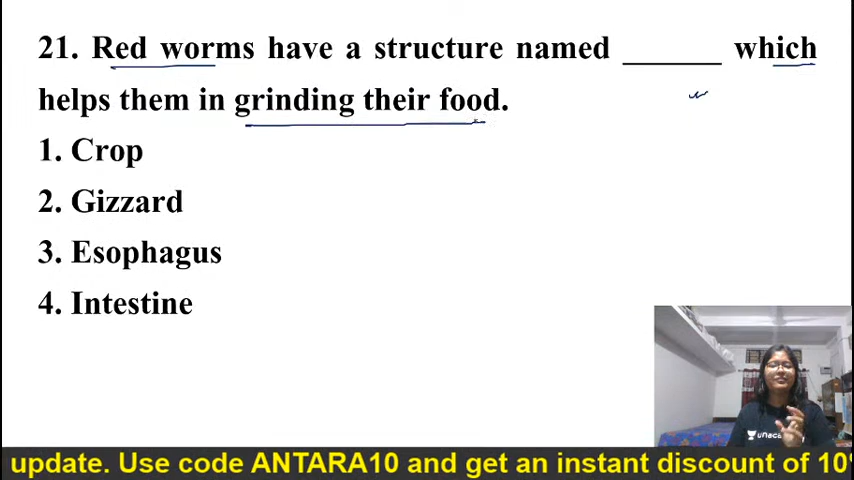 21. Red worms have a structure named ______ which
helps them in grinding their food.
1. Crop
2. Gizzard
3. Esophagus
4. Intestine
update. Use code ANTARA10 and get an instant discount of 10